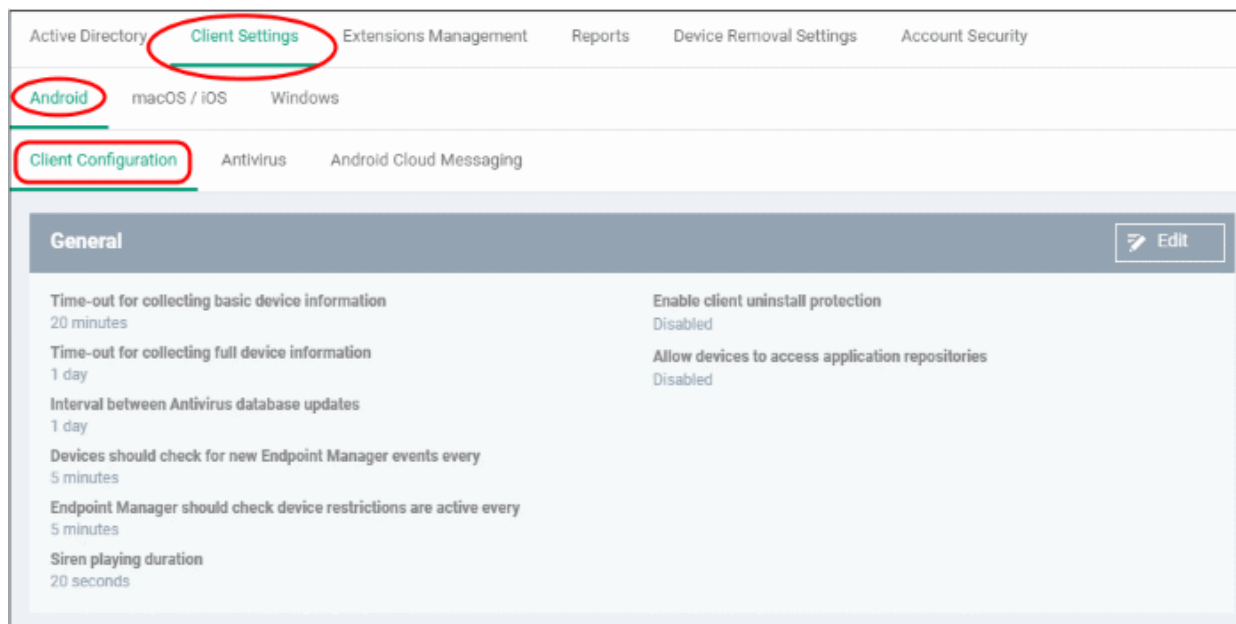 Active Directory Client Settings Extensions Management Reports Device Removal Settings Account Security
Android macOS / iOS Windows
Client Configuration Antivirus Android Cloud Messaging
General Edit
Time-out for collecting basic device information
20 minutes
Time-out for collecting full device information
1 day
Interval between Antivirus database updates
1 day
Devices should check for new Endpoint Manager events every
5 minutes
Endpoint Manager should check device restrictions are active every
5 minutes
Siren playing duration
20 seconds
Enable client uninstall protection
Disabled
Allow devices to access application repositories
Disabled